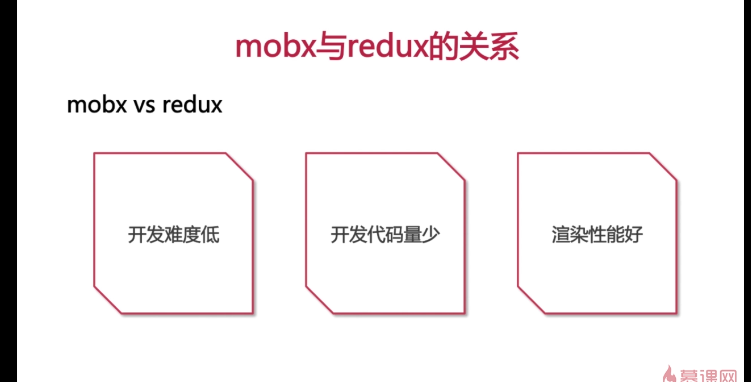 mobx与redux的关系
mobx vs redux
开发难度低
开发代码量少
渲染性能好
慕课网